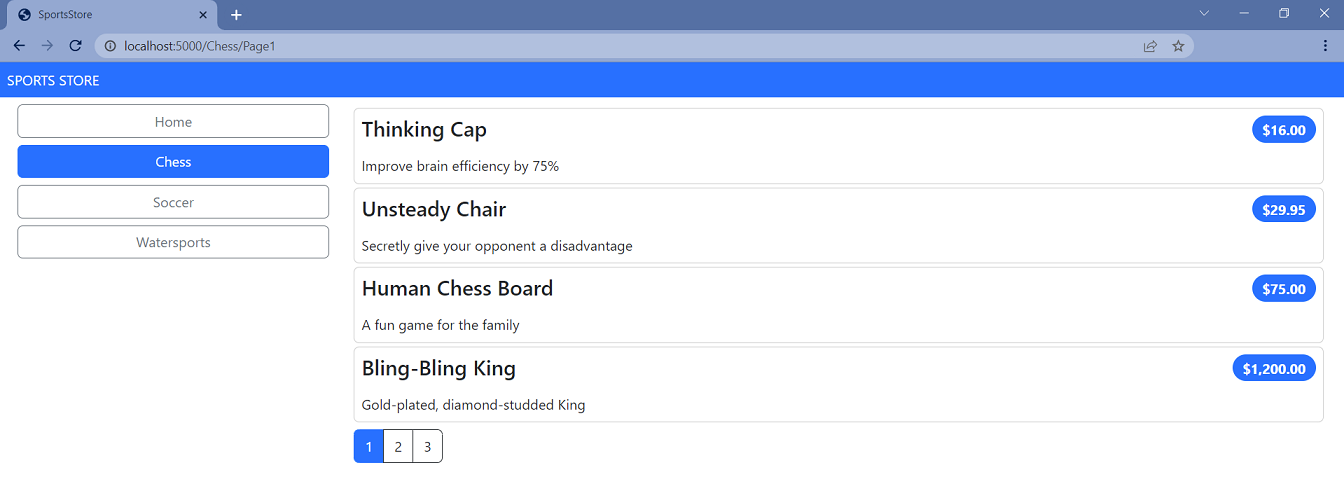 SportsStore
localhost:5000/Chess/Page1
SPORTS STORE
Home
Chess
Soccer
Watersports
Thinking Cap
$16.00
Improve brain efficiency by 75%
Unsteady Chair
$29.95
Secretly give your opponent a disadvantage
Human Chess Board
$75.00
A fun game for the family
Bling-Bling King
$1,200.00
Gold-plated, diamond-studded King
1 2 3